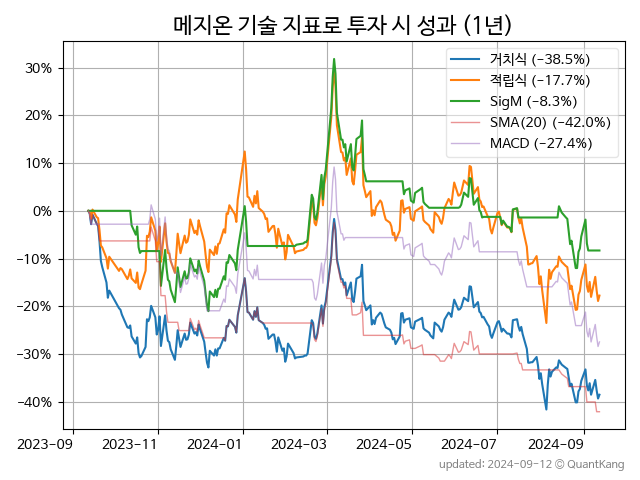 메지온 기술 지표로 투자 시 성과 (1년)
거치식 (−38.5%)
적립식 (−17.7%)
SigM (−8.3%)
SMA(20) (−42.0%)
MACD (−27.4%)
30%
20%
10%
0%
−10%
−20%
−30%
−40%
2023-09 2023-11 2024-01 2024-03 2024-05 2024-07 2024-09
updated: 2024-09-12 ⓒ QuantKang